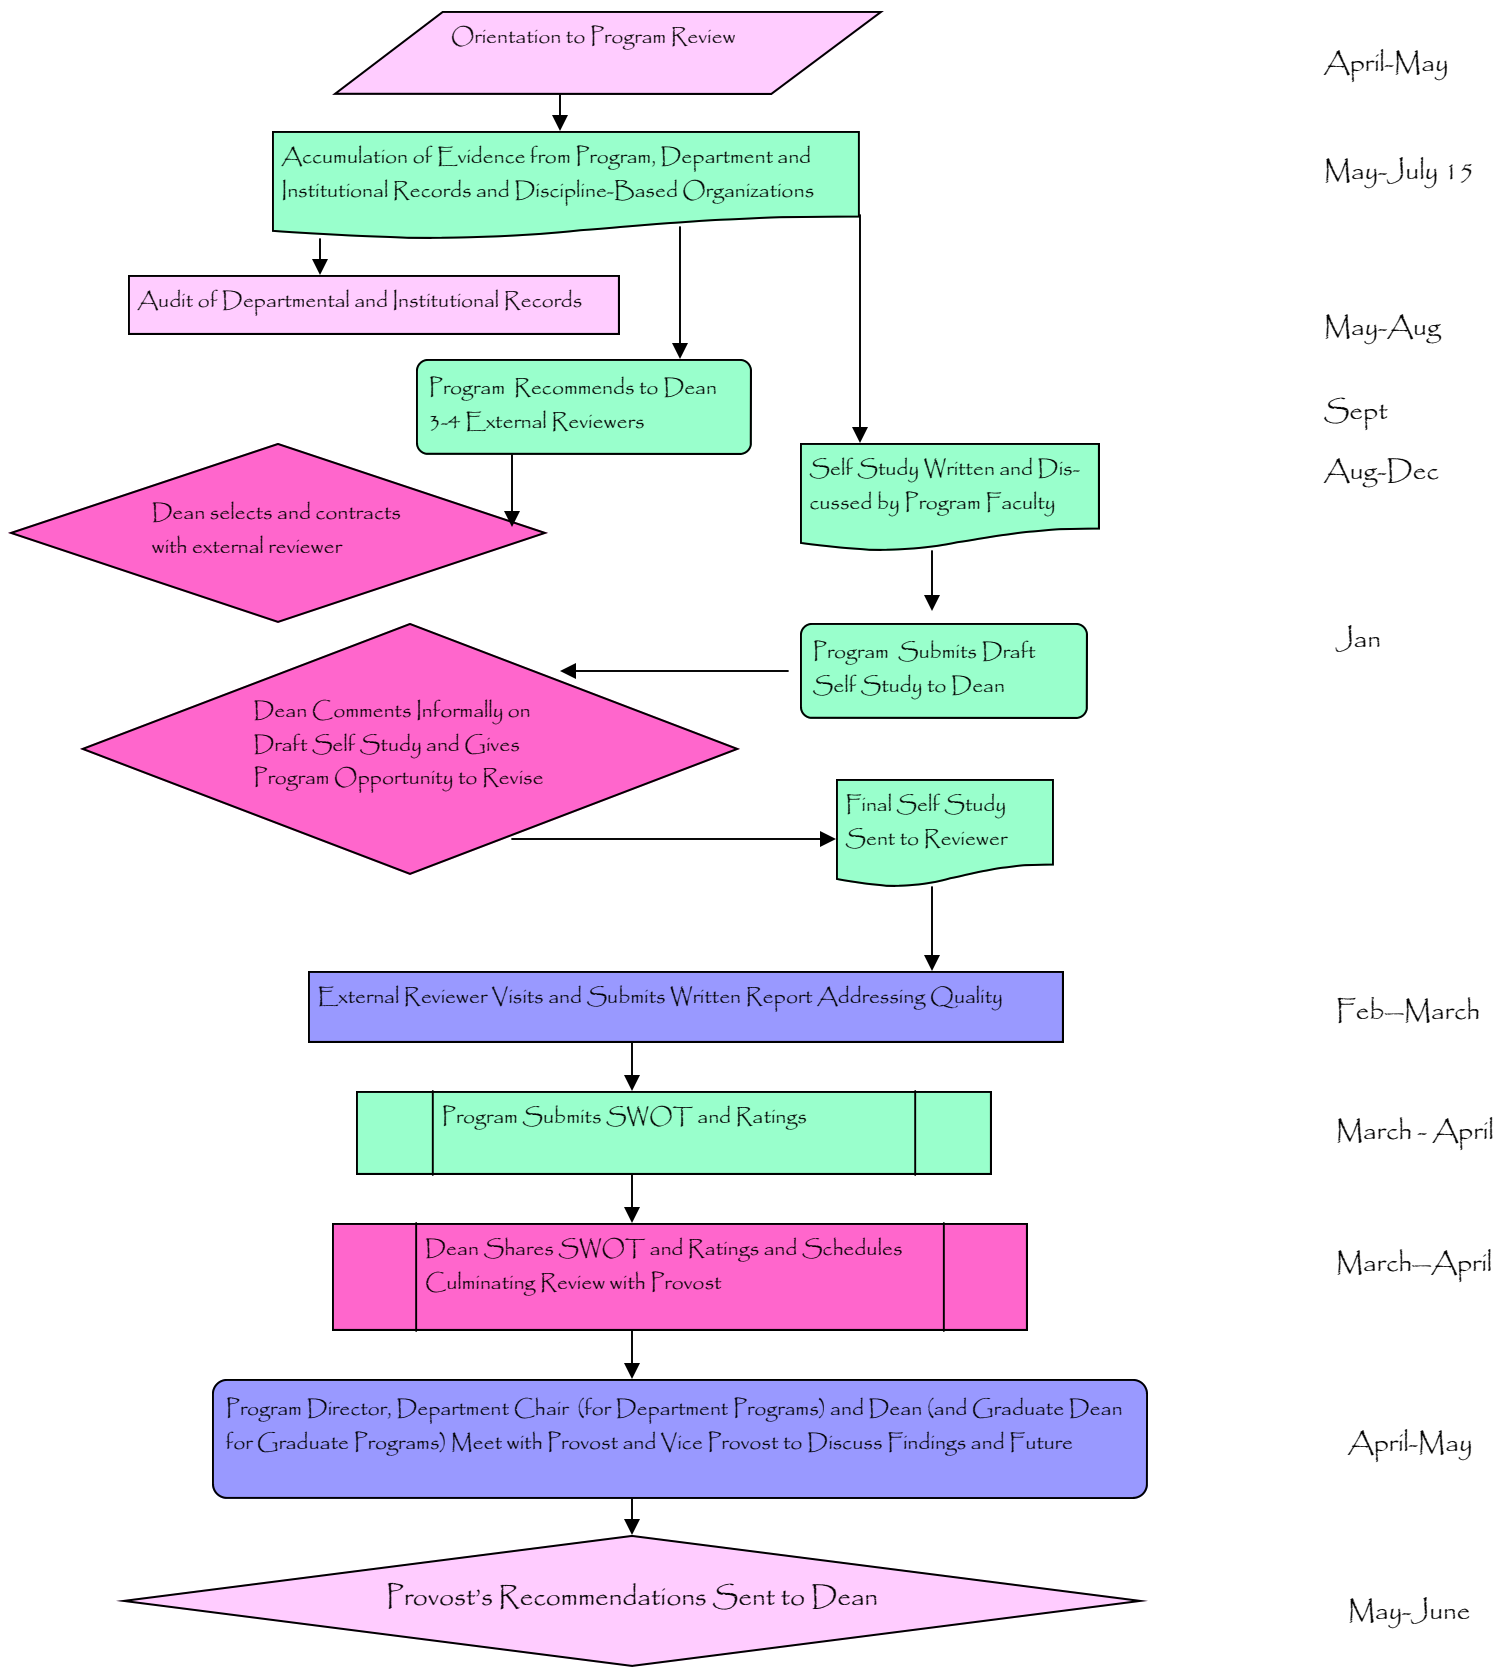 Orientation to Program Review
April-May
Accumulation of Evidence from Program, Department and
Institutional Records and Discipline-Based Organizations
May-July 15
Audit of Departmental and Institutional Records
May-Aug
Program  Recommends to Dean
3-4 External Reviewers
Sept
Self Study Written and Dis-
cussed by Program Faculty
Aug-Dec
Dean selects and contracts
with external reviewer
Program  Submits Draft
Self Study to Dean
Jan
Dean Comments Informally on
Draft Self Study and Gives
Program Opportunity to Revise
Final Self Study
Sent to Reviewer
External Reviewer Visits and Submits Written Report Addressing Quality
Feb—March
Program Submits SWOT and Ratings
March - April
Dean Shares SWOT and Ratings and Schedules
Culminating Review with Provost
March—April
Program Director, Department Chair  (for Department Programs) and Dean (and Graduate Dean
for Graduate Programs) Meet with Provost and Vice Provost to Discuss Findings and Future
April-May
Provost's Recommendations Sent to Dean
May-June